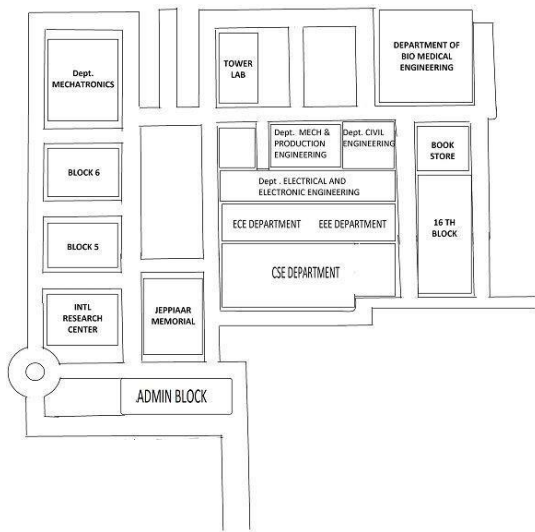 DEPARTMENT OF
BIO MEDICAL
ENGINEERING
TOWER
LAB
Dept.
MECHATRONICS
Dept.  MECH &
PRODUCTION
ENGINEERING
Dept. CIVIL
ENGINEERING
BOOK
STORE
BLOCK 6
Dept . ELECTRICAL AND
ELECTRONIC ENGINEERING
ECE DEPARTMENT
EEE DEPARTMENT
16 TH
BLOCK
BLOCK 5
CSE DEPARTMENT
INTL
RESEARCH
CENTER
JEPPIAAR
MEMORIAL
.ADMIN BLOCK